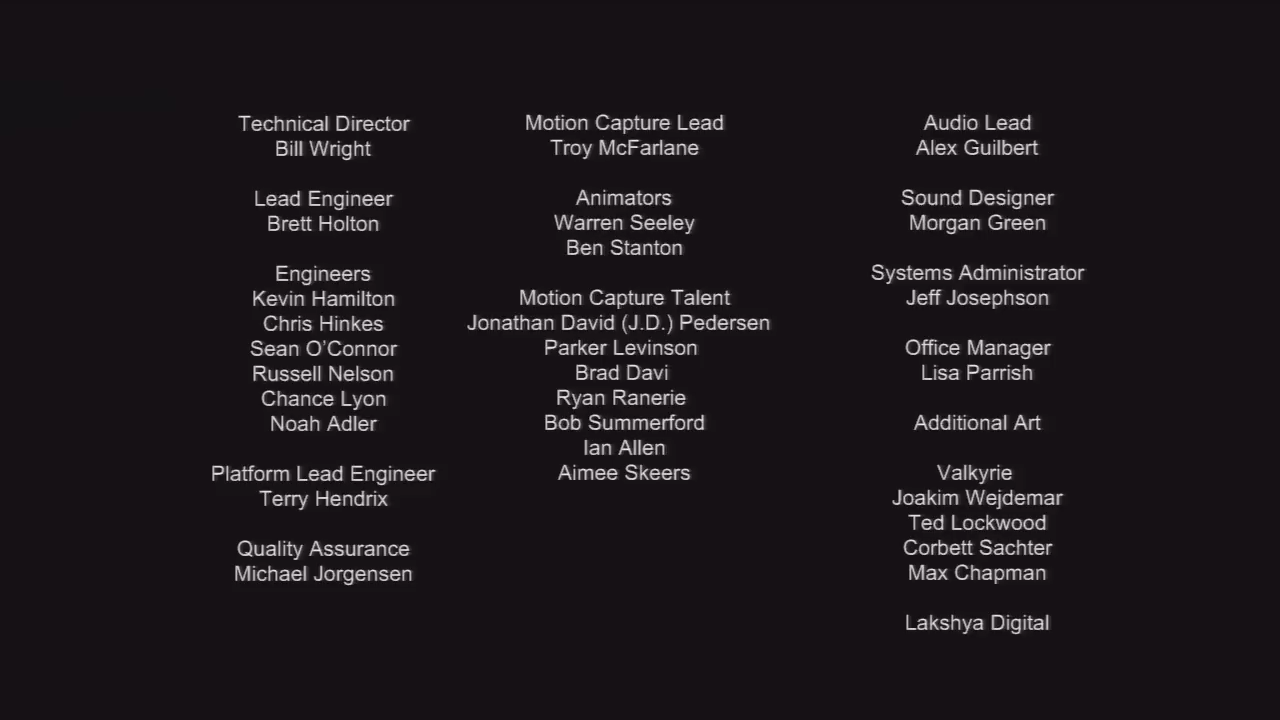 Technical Director
Bill Wright
Lead Engineer
Brett Holton
Engineers
Kevin Hamilton
Chris Hinkes
Sean O’Connor
Russell Nelson
Chance Lyon
Noah Adler
Platform Lead Engineer
Terry Hendrix
Quality Assurance
Michael Jorgensen
Motion Capture Lead
Troy McFarlane
Animators
Warren Seeley
Ben Stanton
Motion Capture Talent
Jonathan David (J.D.) Pedersen
Parker Levinson
Brad Davi
Ryan Ranerie
Bob Summerford
Ian Allen
Aimee Skeers
Audio Lead
Alex Guilbert
Sound Designer
Morgan Green
Systems Administrator
Jeff Josephson
Office Manager
Lisa Parrish
Additional Art
Valkyrie
Joakim Wejdemar
Ted Lockwood
Corbett Sachter
Max Chapman
Lakshya Digital